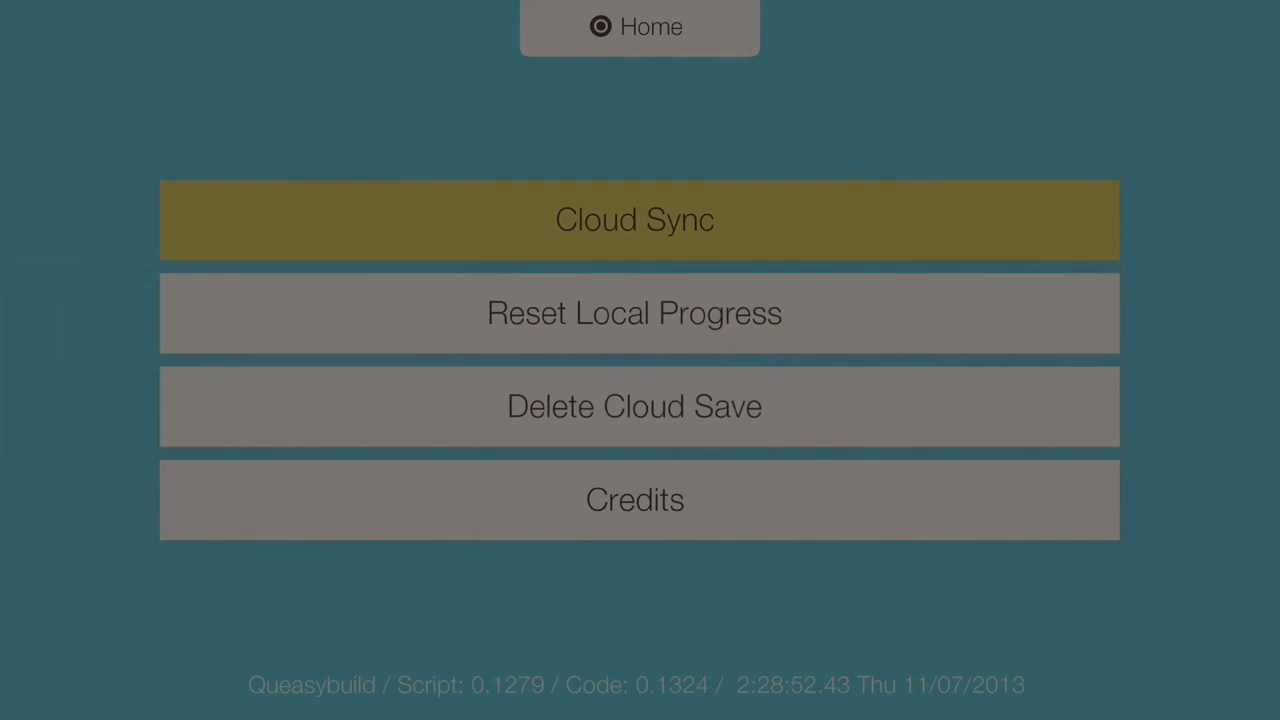 Home
Cloud Sync
Reset Local Progress
Delete Cloud Save
Credits
Queasybuild / Script: 0.1279 / Code: 0.1324 / 2:28:52.43 Thu 11/07/2013